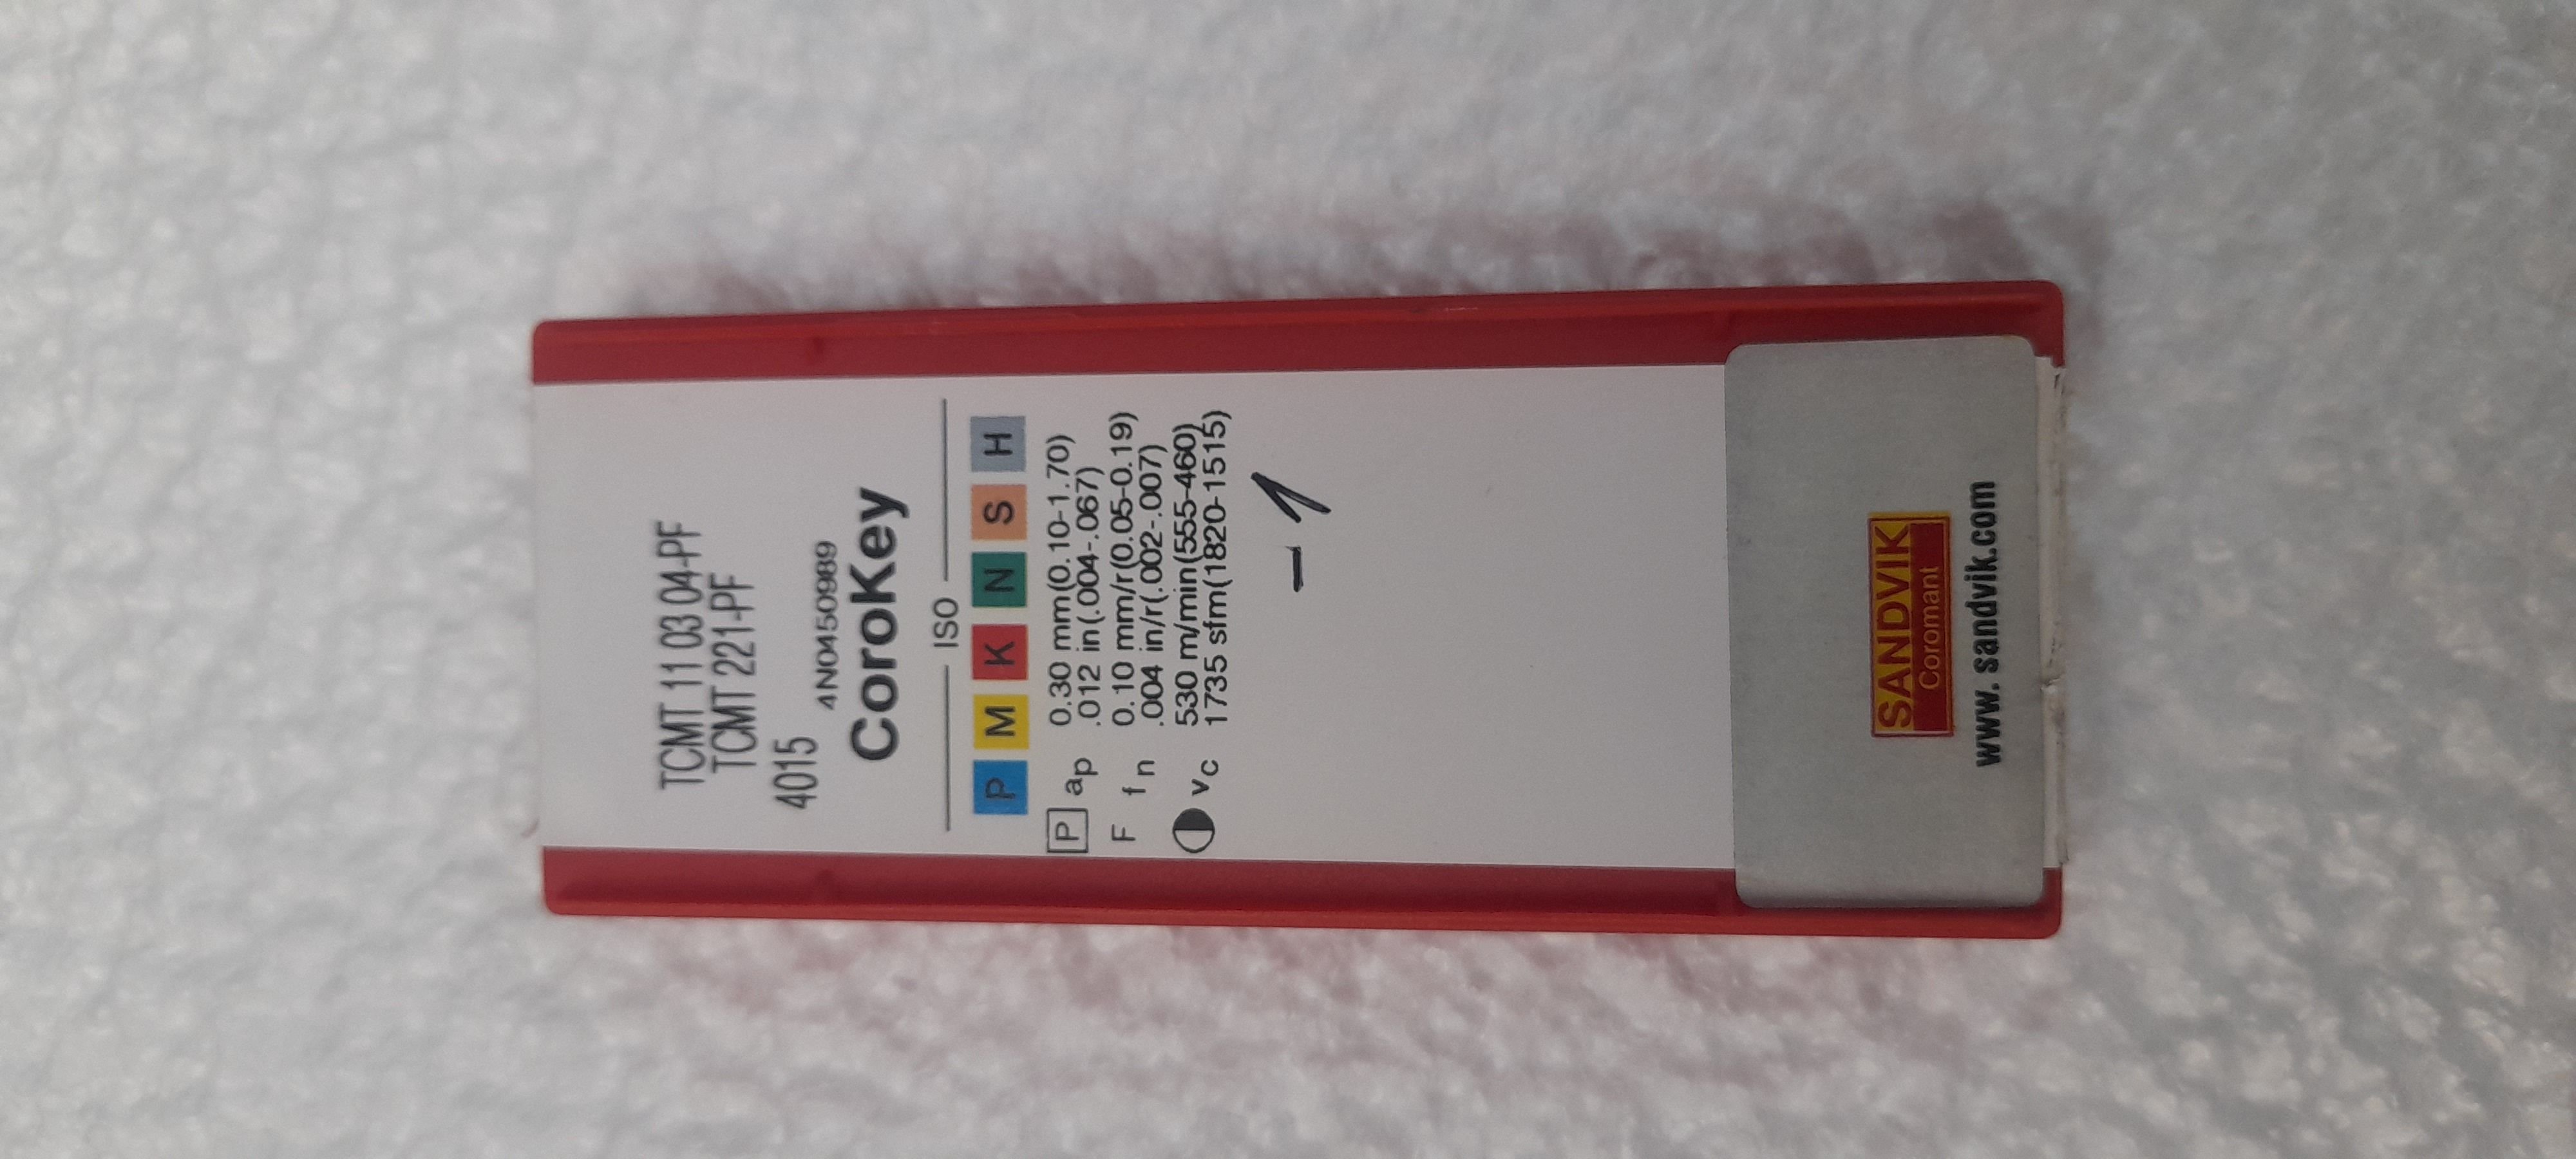 TCMT 11 03 04-PF
TCMT 221-PF
4015
4N0450989
CoroKey
ISO
P M K N S H
P ap 0.30 mm(0.10-1.70)
.012 in(.004-.067)
F fn 0.10 mm/r(0.05-0.19)
.004 in/r(.002-.007)
vc 530 m/min(555-460)
1735 sfm(1820-1515)
-1
SANDVIK
Coromant
www.sandvik.com